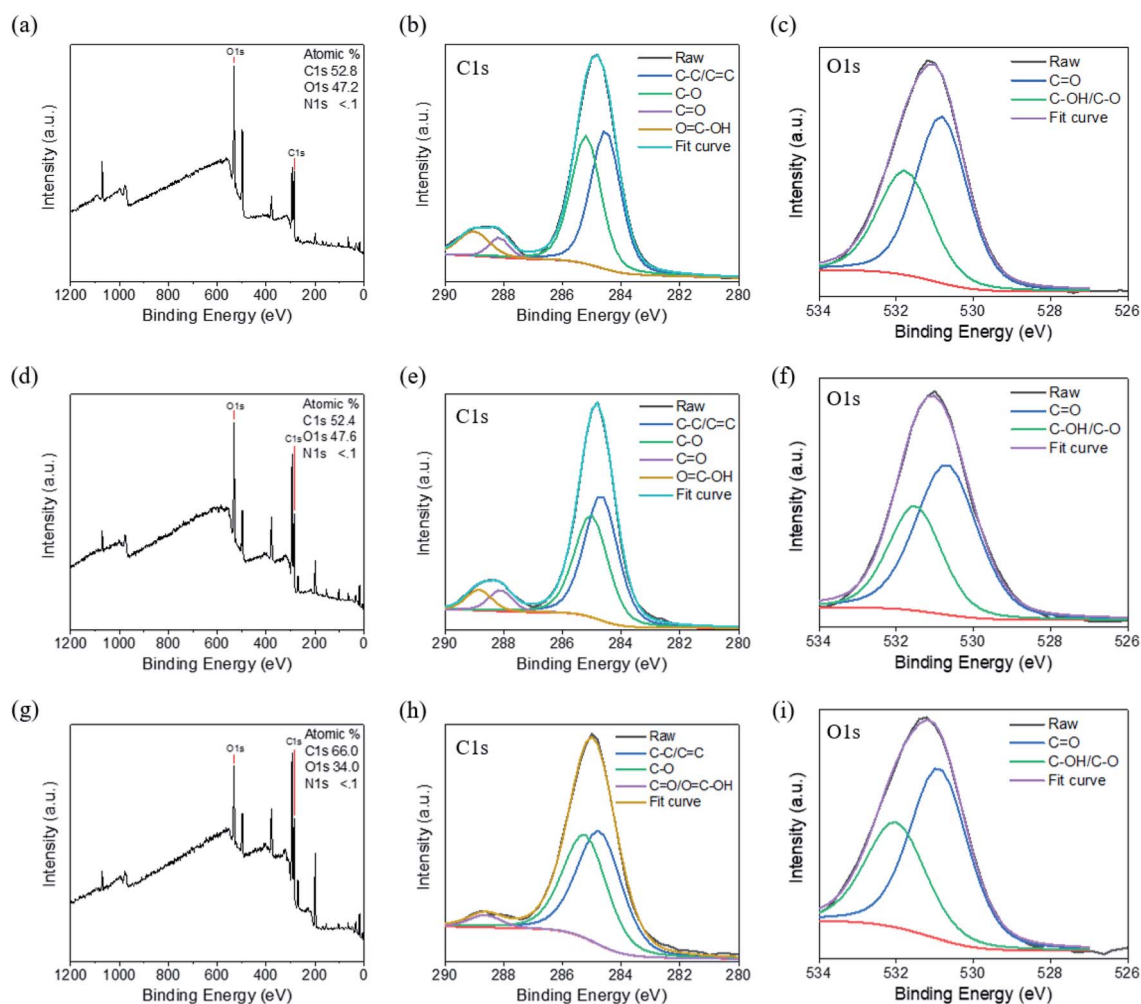 (a)
O1s
Atomic %
C1s 52.8
O1s 47.2
N1s <.1
C1s
Intensity (a.u.)
1200 1000 800 600 400 200 0
Binding Energy (eV)
(b)
C1s
Raw
C-C/C=C
C-O
C=O
O=C-OH
Fit curve
Intensity (a.u.)
290 288 286 284 282 280
Binding Energy (eV)
(c)
O1s
Raw
C=O
C-OH/C-O
Fit curve
Intensity (a.u.)
534 532 530 528 526
Binding Energy (eV)
(d)
O1s
Atomic %
C1s 52.4
O1s 47.6
N1s <.1
C1s
Intensity (a.u.)
1200 1000 800 600 400 200 0
Binding Energy (eV)
(e)
C1s
Raw
C-C/C=C
C-O
C=O
O=C-OH
Fit curve
Intensity (a.u.)
290 288 286 284 282 280
Binding Energy (eV)
(f)
O1s
Raw
C=O
C-OH/C-O
Fit curve
Intensity (a.u.)
534 532 530 528 526
Binding Energy (eV)
(g)
O1s
Atomic %
C1s 66.0
O1s 34.0
N1s <.1
C1s
Intensity (a.u.)
1200 1000 800 600 400 200 0
Binding Energy (eV)
(h)
C1s
Raw
C-C/C=C
C-O
C=O/O=C-OH
Fit curve
Intensity (a.u.)
290 288 286 284 282 280
Binding Energy (eV)
(i)
O1s
Raw
C=O
C-OH/C-O
Fit curve
Intensity (a.u.)
534 532 530 528 526
Binding Energy (eV)